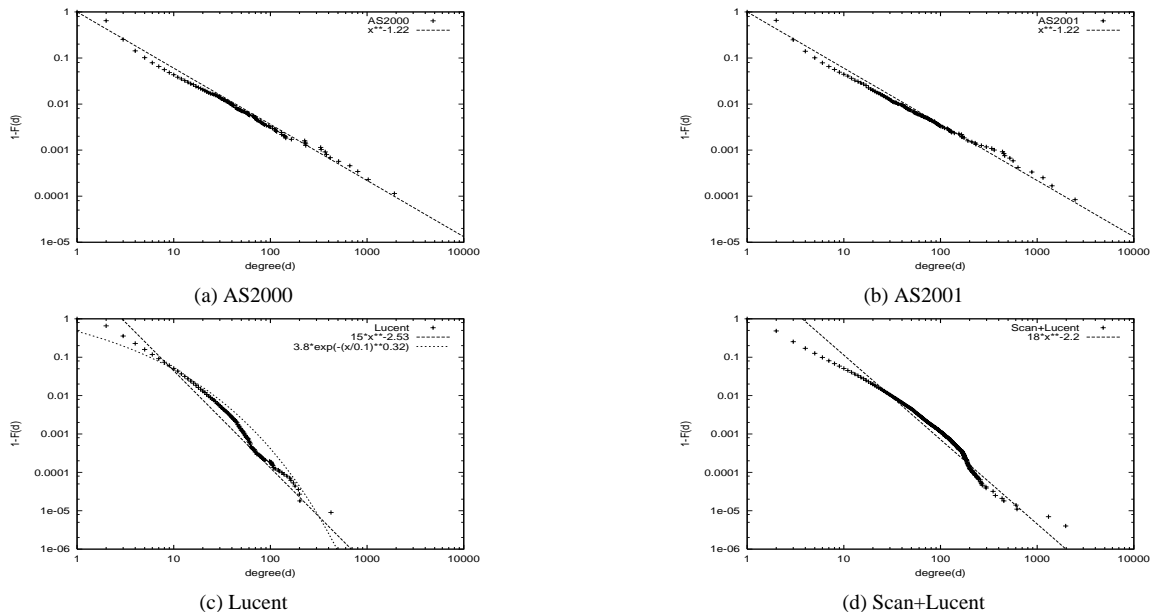 1
0.1
0.01
0.001
0.0001
1e-05
1 10 100 1000 10000
1-F(d)
degree(d)
AS2000
x**-1.22
(a) AS2000
1
0.1
0.01
0.001
0.0001
1e-05
1 10 100 1000 10000
1-F(d)
degree(d)
AS2001
x**-1.22
(b) AS2001
1
0.1
0.01
0.001
0.0001
1e-05
1e-06
1 10 100 1000 10000
1-F(d)
degree(d)
Lucent
15*x**-2.53
3.8*exp(-(x/0.1)**0.32)
(c) Lucent
1
0.1
0.01
0.001
0.0001
1e-05
1e-06
1 10 100 1000 10000
1-F(d)
degree(d)
Scan+Lucent
18*x**-2.2
(d) Scan+Lucent